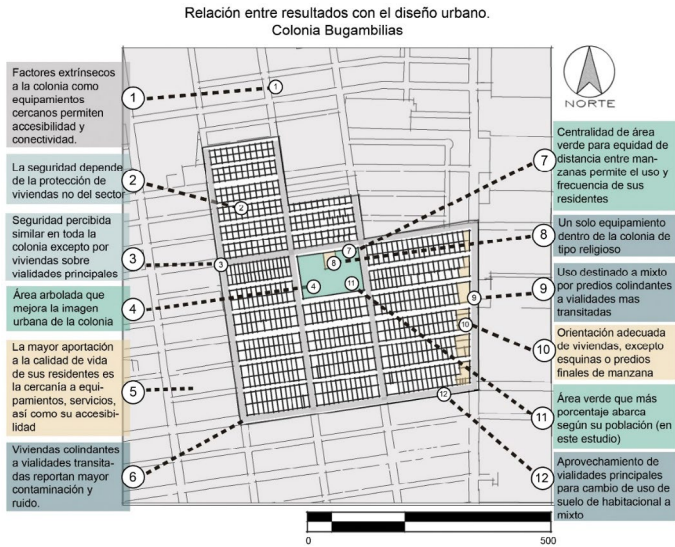 Relación entre resultados con el diseño urbano.
Colonia Bugambilias
Factores extrínsecos
a la colonia como
equipamientos
cercanos permiten
accesibilidad y
conectividad.
1
1
NORTE
La seguridad depende
de la protección de
viviendas no del sector
2
2
Seguridad percibida
similar en toda la
colonia excepto por
viviendas sobre
vialidades principales
3
3
Área arbolada que
mejora la imagen
urbana de la colonia
4
4
La mayor aportación
a la calidad de vida
de sus residentes es
la cercanía a equi-
pamientos, servicios,
así como su accesibi-
lidad
5
Viviendas colindantes
a vialidades transita-
das reportan mayor
contaminación y
ruido.
6
7
7
Centralidad de área
verde para equidad de
distancia entre man-
zanas permite el uso y
frecuencia de sus
residentes
8
8
Un solo equipamiento
dentro de la colonia de
tipo religioso
9
9
Uso destinado a mixto
por predios colindantes
a vialidades mas
transitadas
10
10
Orientación adecuada
de viviendas, excepto
esquinas o predios
finales de manzana
11
11
Área verde que más
porcentaje abarca
según su población (en
este estudio)
12
12
Aprovechamiento de
vialidades principales
para cambio de uso de
suelo de habitacional a
mixto
0
500